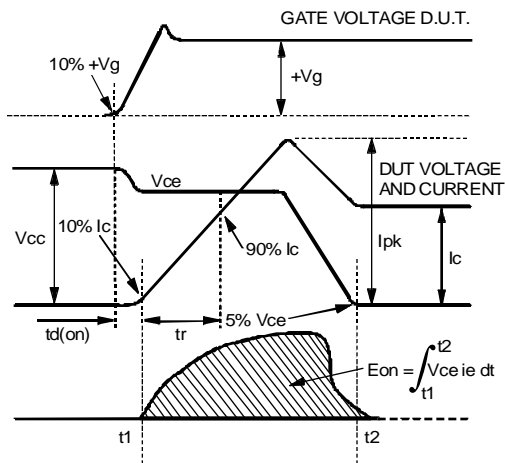 GATE VOLTAGE D.U.T.
10% +Vg
+Vg
DUT VOLTAGE
AND CURRENT
Vce
10% Ic
90% Ic
Vcc
Ipk
Ic
td(on)
tr
5% Vce
Eon = ∫ Vce ie dt
t2
t1
t1
t2